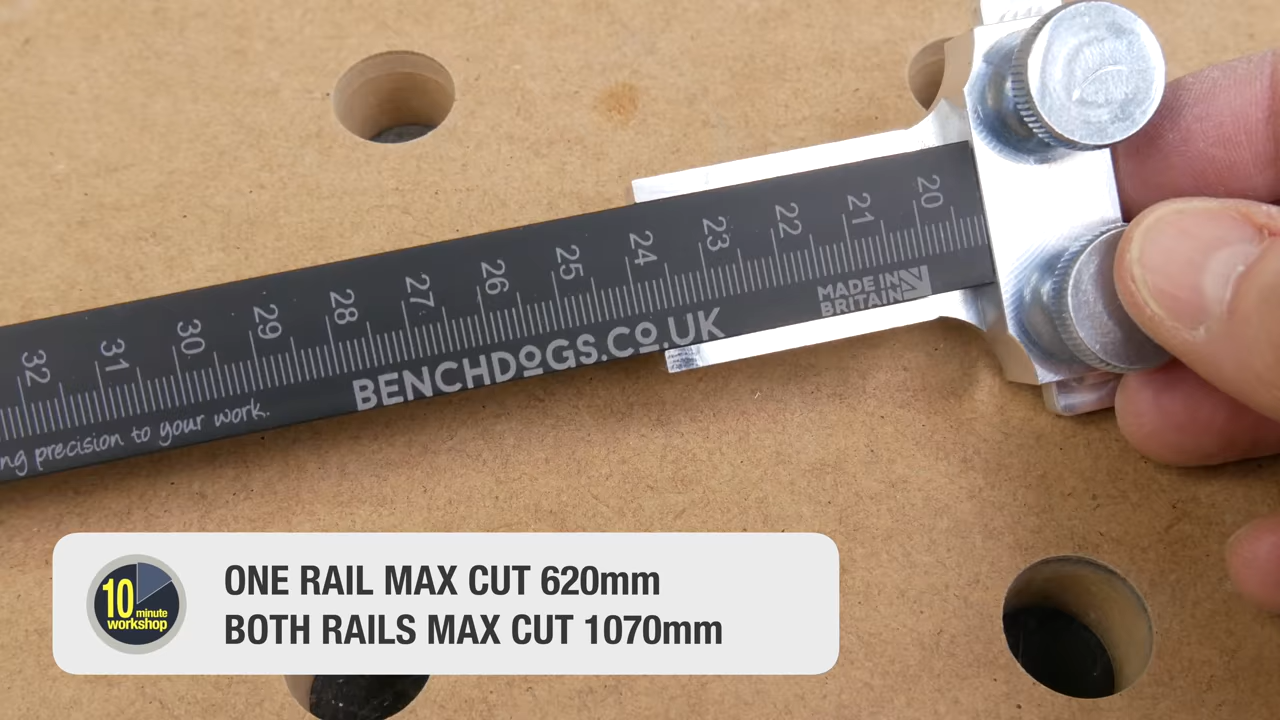 20
21
22
23
24
25
26
27
28
29
30
31
32
MADE IN
BRITAIN
BENCHDOGS.CO.UK
precision to your work.
10
minute
workshop
ONE RAIL MAX CUT 620mm
BOTH RAILS MAX CUT 1070mm